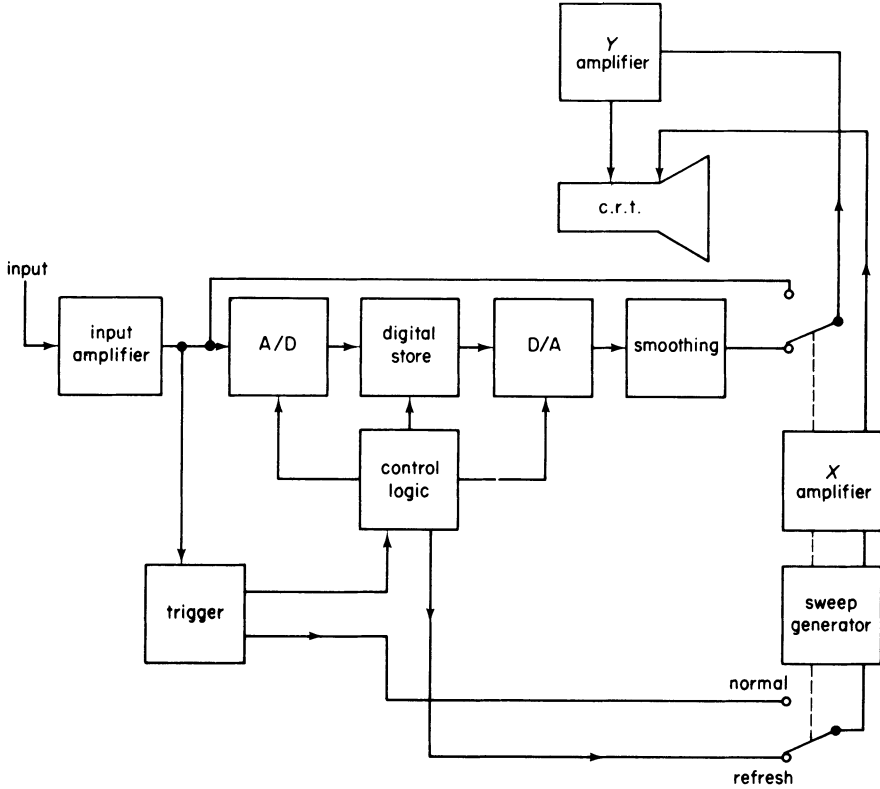 Y
amplifier
c.r.t.
input
input
amplifier
A/D
digital
store
D/A
smoothing
control
logic
X
amplifier
trigger
sweep
generator
normal
refresh